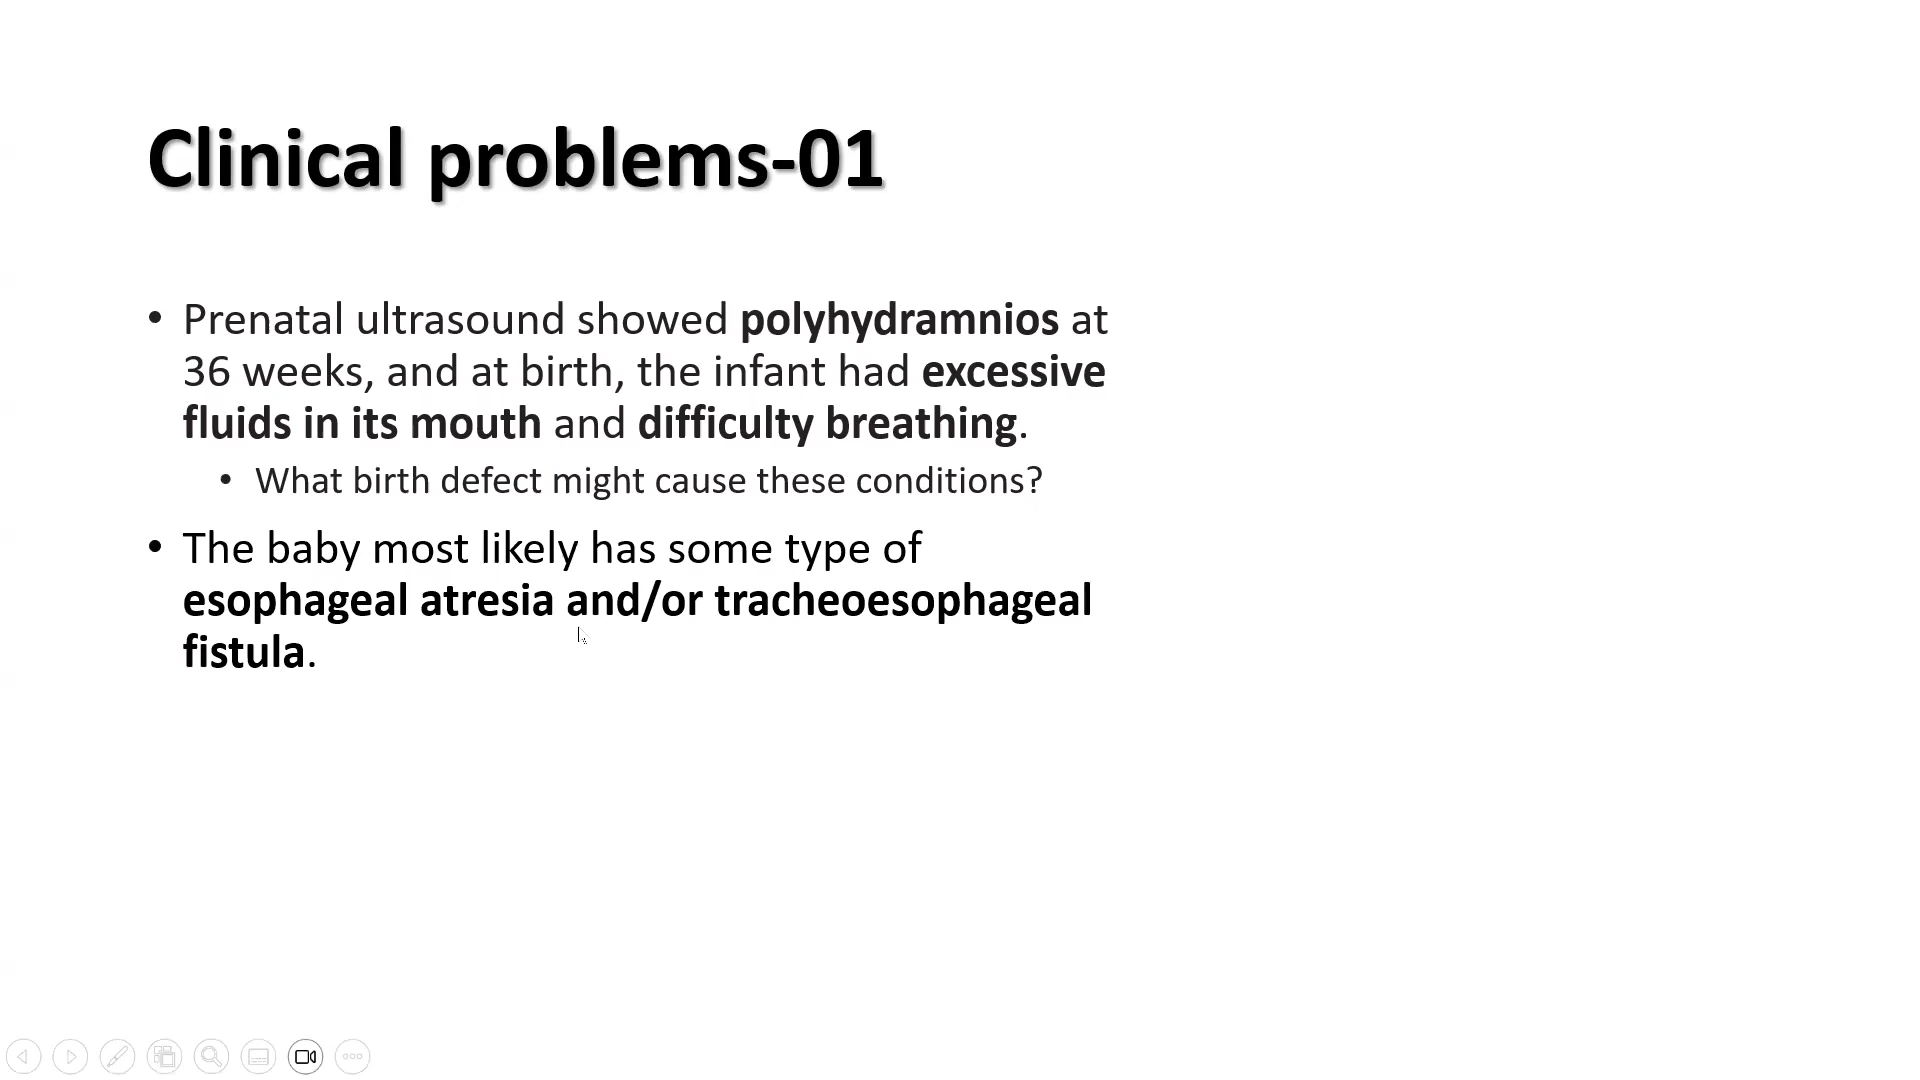 Clinical problems-01
• Prenatal ultrasound showed polyhydramnios at
36 weeks, and at birth, the infant had excessive
fluids in its mouth and difficulty breathing.
• What birth defect might cause these conditions?
• The baby most likely has some type of
esophageal atresia and/or tracheoesophageal
fistula.